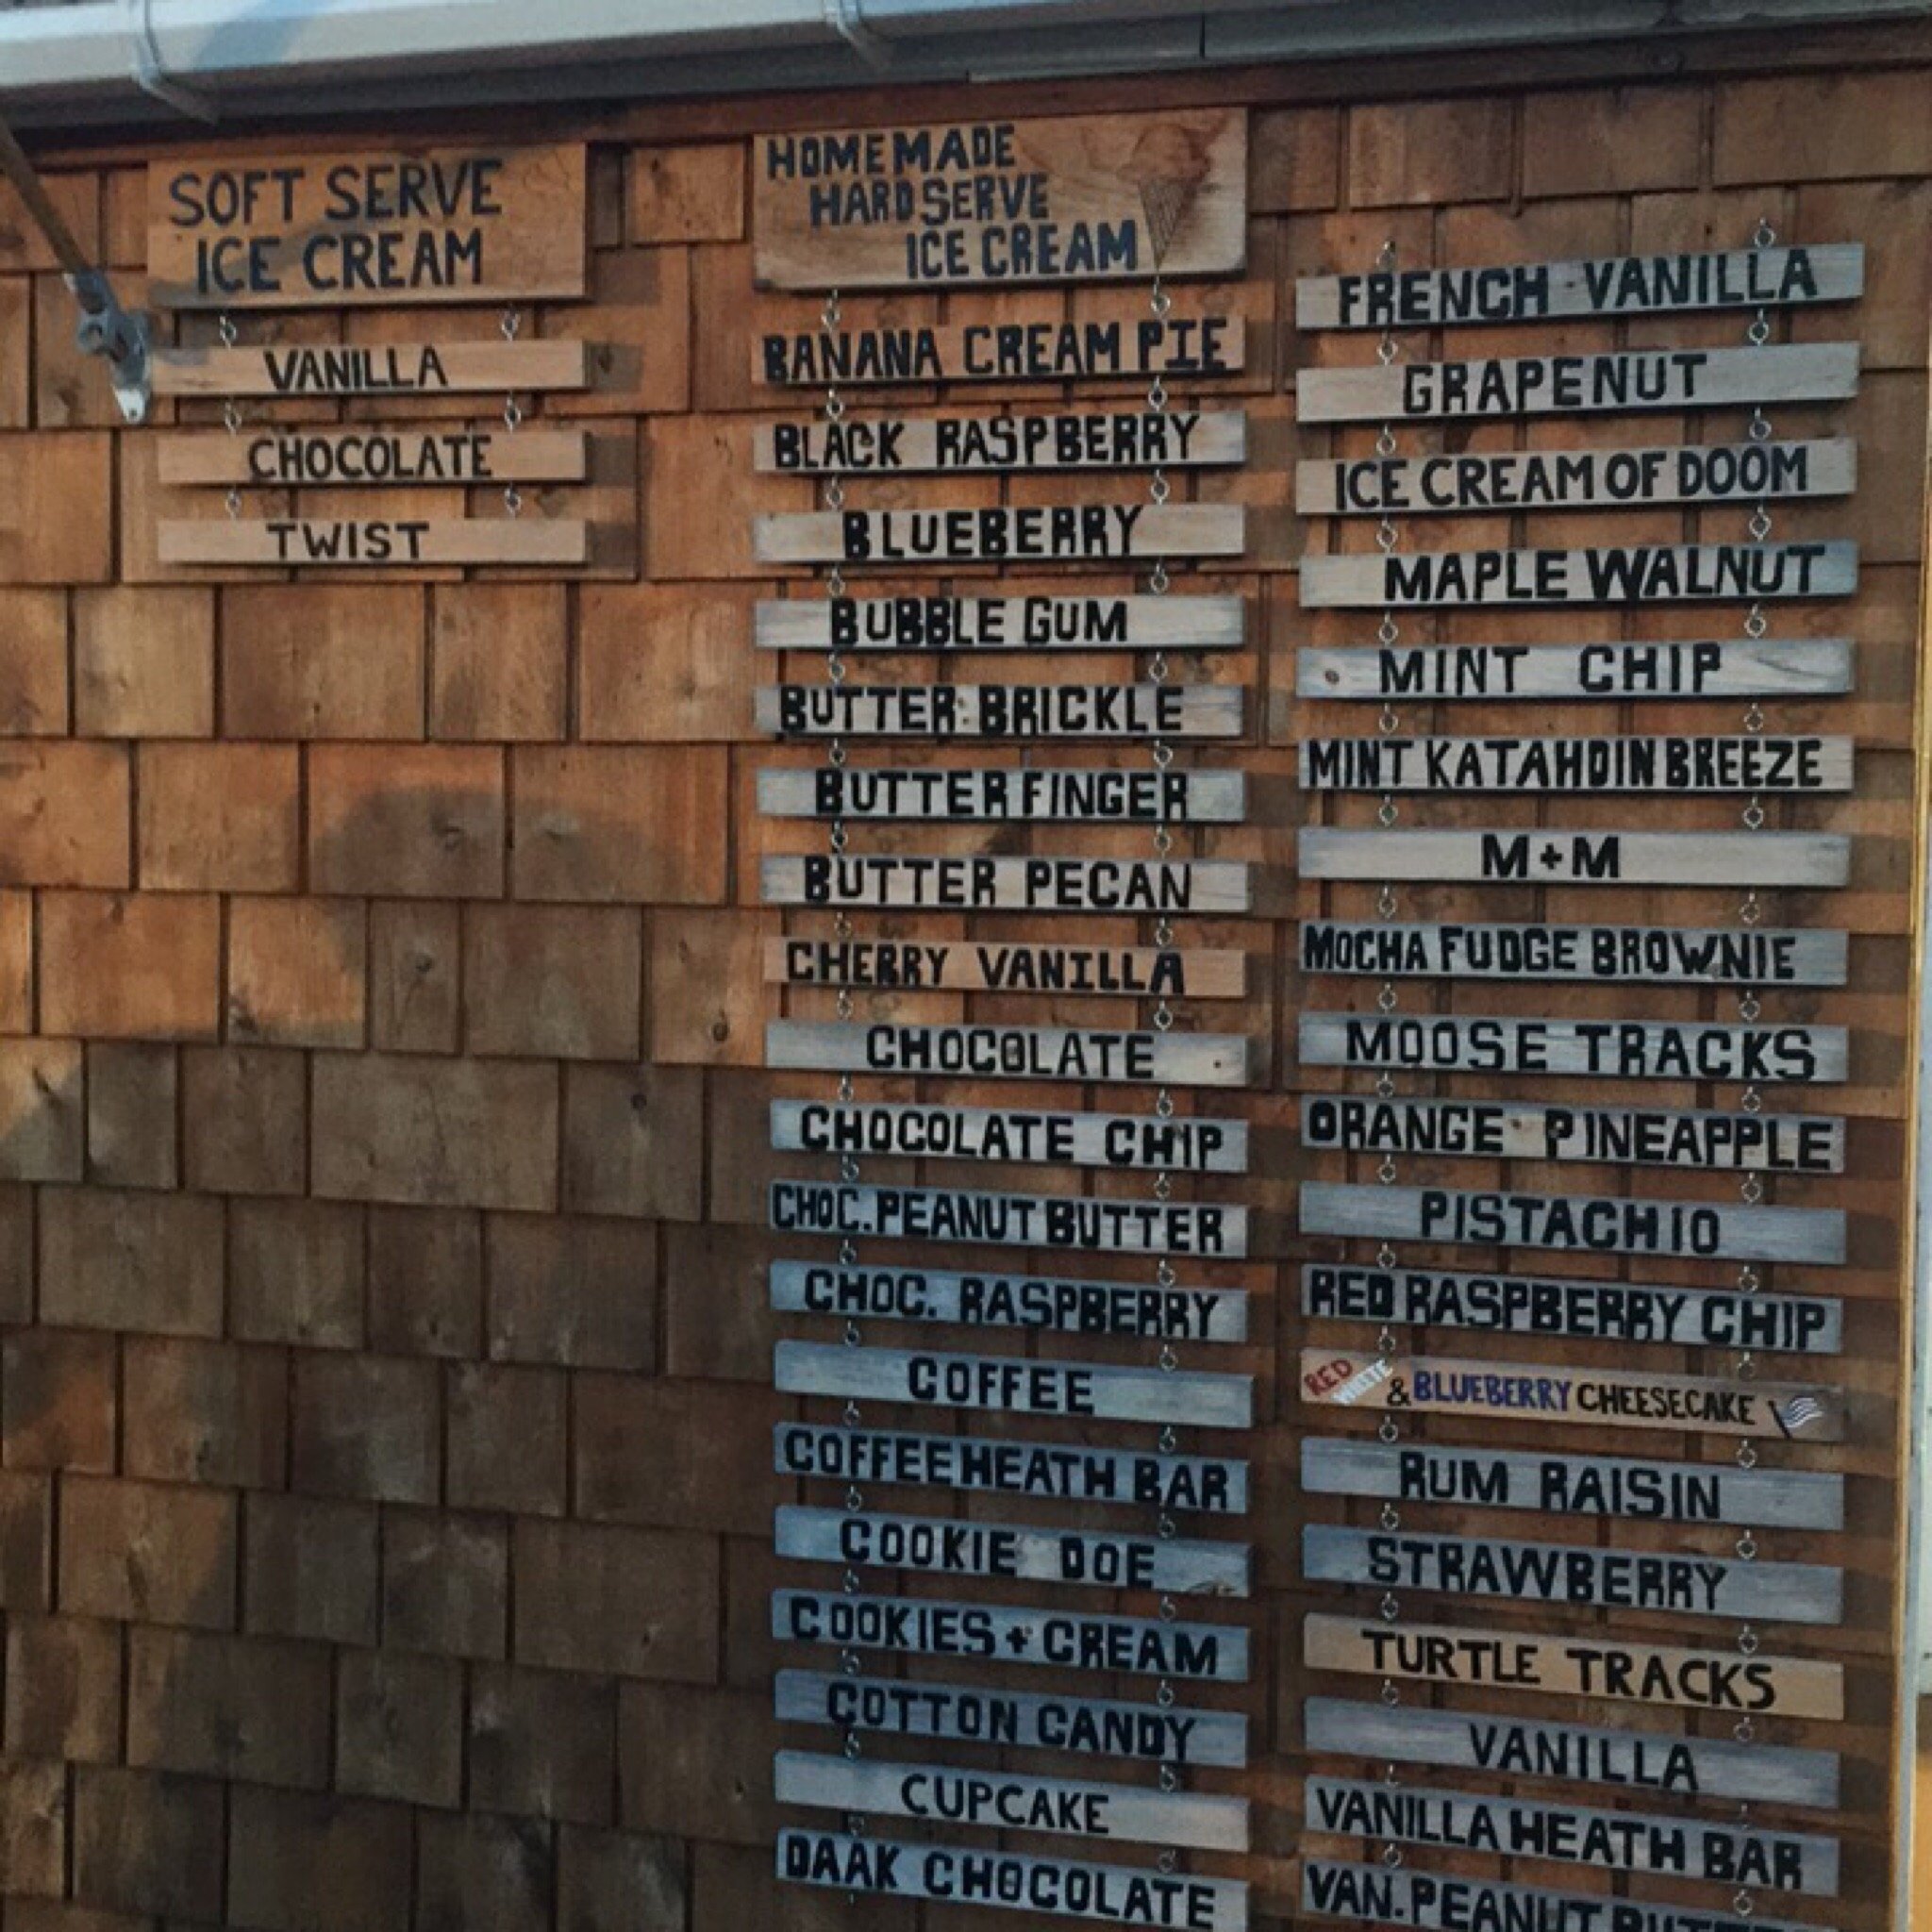 SOFT SERVE
ICE CREAM
VANILLA
CHOCOLATE
TWIST
HOMEMADE
HARD SERVE
ICE CREAM
BANANA CREAM PIE
BLACK RASPBERRY
BLUEBERRY
BUBBLE GUM
BUTTER BRICKLE
BUTTERFINGER
BUTTER PECAN
CHERRY VANILLA
CHOCOLATE
CHOCOLATE CHIP
CHOC. PEANUT BUTTER
CHOC. RASPBERRY
COFFEE
COFFEE HEATH BAR
COOKIE DOE
COOKIES + CREAM
COTTON CANDY
CUPCAKE
DARK CHOCOLATE
FRENCH VANILLA
GRAPENUT
ICE CREAM OF DOOM
MAPLE WALNUT
MINT CHIP
MINT KATAHDIN BREEZE
M+M
MOCHA FUDGE BROWNIE
MOOSE TRACKS
ORANGE PINEAPPLE
PISTACHIO
RED RASPBERRY CHIP
RED WHITE & BLUEBERRY CHEESECAKE
RUM RAISIN
STRAWBERRY
TURTLE TRACKS
VANILLA
VANILLA HEATH BAR
VAN. PEANUT BUTTER